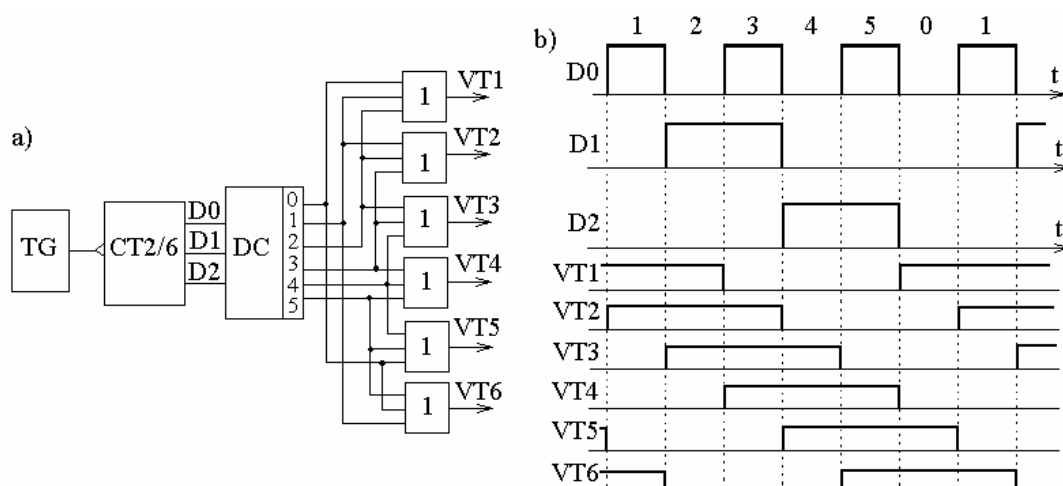 a)
TG
CT2/6
D0
D1
D2
DC
0
1
2
3
4
5
1
VT1
1
VT2
1
VT3
1
VT4
1
VT5
1
VT6
b)
1 2 3 4 5 0 1
D0 t
D1 t
D2 t
VT1
VT2
VT3
VT4
VT5
VT6